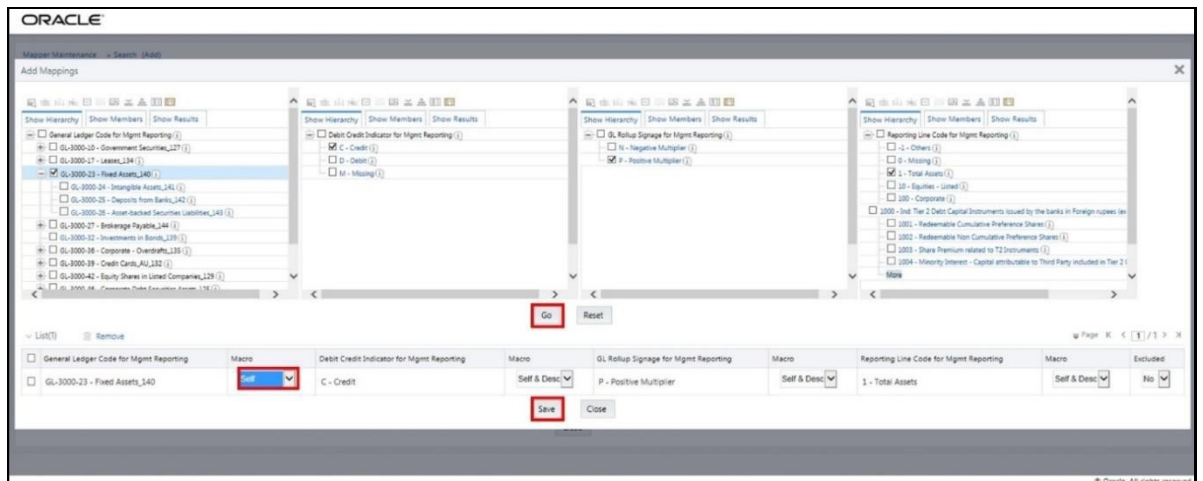 ORACLE
Mapper Maintenance » Search (Add)
Add Mappings
Show Hierarchy Show Members Show Results
General Ledger Code for Mgmt Reporting
GL-3000-10 - Government Securities_127
GL-3000-17 - Leases_134
GL-3000-23 - Fixed Assets_140
GL-3000-24 - Intangible Assets_141
GL-3000-25 - Deposits from Banks_142
GL-3000-26 - Asset-backed Securities Liabilities_143
GL-3000-27 - Brokerage Payable_144
GL-3000-32 - Investments in Bonds_139
GL-3000-36 - Corporate - Overdrafts_135
GL-3000-39 - Credit Cards_AU_132
GL-3000-42 - Equity Shares in Listed Companies_129
Show Hierarchy Show Members Show Results
Debit Credit Indicator for Mgmt Reporting
C - Credit
D - Debit
M - Missing
Show Hierarchy Show Members Show Results
GL Rollup Signage for Mgmt Reporting
N - Negative Multiplier
P - Positive Multiplier
Show Hierarchy Show Members Show Results
Reporting Line Code for Mgmt Reporting
-1 - Others
0 - Missing
1 - Total Assets
10 - Equities - Listed
100 - Corporate
1000 - Ind: Tier 2 Debt Capital Instruments issued by the banks in Foreign rupees
1001 - Redeemable Cumulative Preference Shares
1002 - Redeemable Non Cumulative Preference Shares
1003 - Share Premium related to T2 Instruments
1004 - Minority Interest - Capital attributable to Third Party included in Tier 2
More
Go Reset
List(1) Remove Page 1 / 1
General Ledger Code for Mgmt Reporting Macro Debit Credit Indicator for Mgmt Reporting Macro GL Rollup Signage for Mgmt Reporting Macro Reporting Line Code for Mgmt Reporting Macro Excluded
GL-3000-23 - Fixed Assets_140 Self C - Credit Self & Desc P - Positive Multiplier Self & Desc 1 - Total Assets Self & Desc No
Save Close